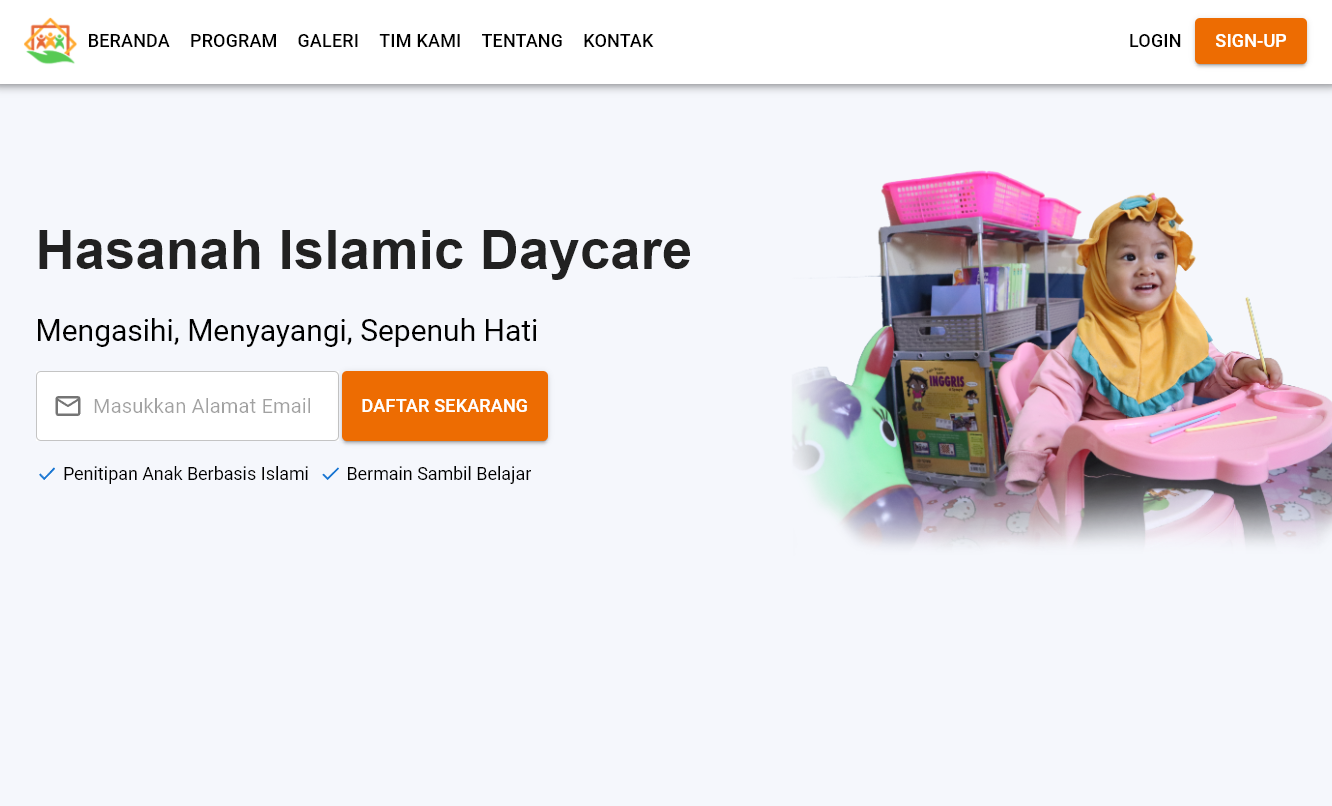 BERANDA PROGRAM GALERI TIM KAMI TENTANG KONTAK LOGIN SIGN-UP
Hasanah Islamic Daycare
Mengasihi, Menyayangi, Sepenuh Hati
Masukkan Alamat Email DAFTAR SEKARANG
Penitipan Anak Berbasis Islami Bermain Sambil Belajar
INGGRIS